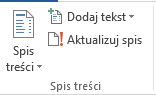 Spis
treści
Dodaj tekst
Aktualizuj spis
Spis treści